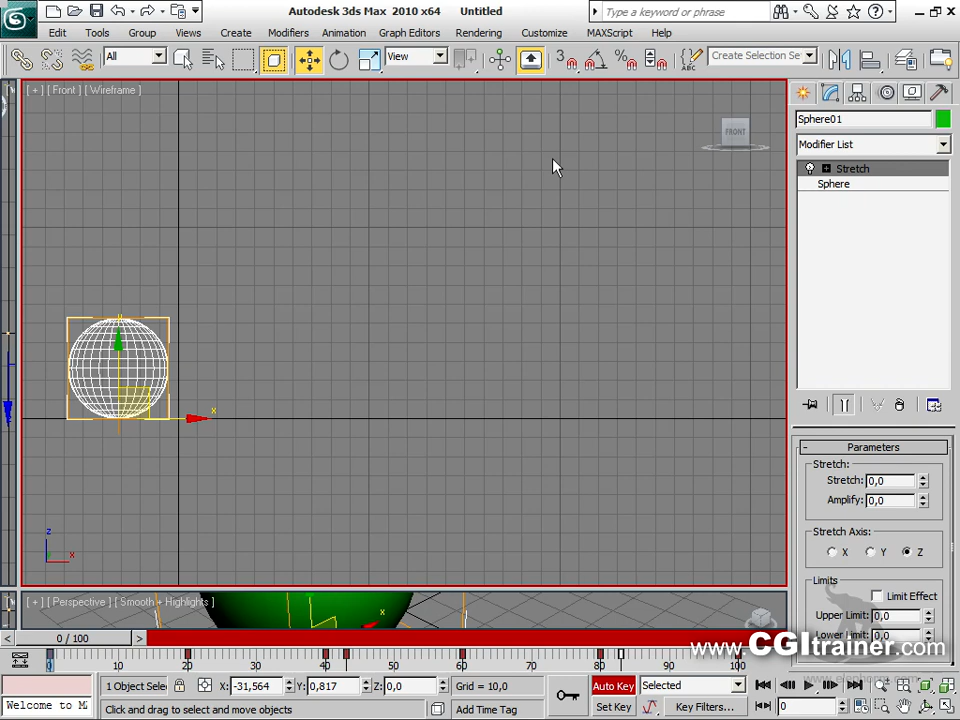 Autodesk 3ds Max 2010 x64 Untitled
Type a keyword or phrase
Edit Tools Group Views Create Modifiers Animation Graph Editors Rendering Customize MAXScript Help
All View Create Selection Se
[ + ] [ Front ] [ Wireframe ]
FRONT
Sphere01
Modifier List
Stretch
Sphere
x
z
x
Parameters
Stretch:
Stretch: 0,0
Amplify: 0,0
Stretch Axis:
X Y Z
Limits
Limit Effect
Upper Limit: 0,0
Lower Limit: 0,0
[ + ] [ Perspective ] [ Smooth + Highlights ]
x
www.CGItrainer.com
0 / 100
0 10 20 30 40 50 60 70 80 90 100
1 Object Selec X: -31,564 Y: 0,817 Z: 0,0 Grid = 10,0 Auto Key Selected
Welcome to M Click and drag to select and move objects Add Time Tag Set Key Key Filters... 0